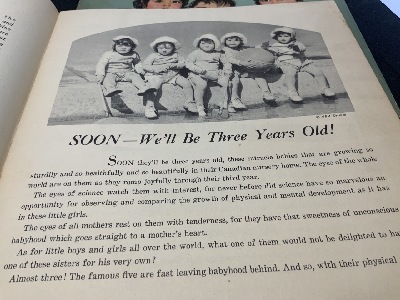 The
and
SOON—We'll Be Three Years Old!
SOON they'll be three years old, these famous babies that are growing so
sturdily and so healthfully and so beautifully in their Canadian nursery home. The eyes of the whole
world are on them as they romp joyfully through their third year.
The eyes of science watch them with interest, for never before did science have so marvelous an
opportunity for observing and comparing the growth of physical and mental development as it has
in these little girls.
The eyes of all mothers rest on them with tenderness, for they have that sweetness of unconscious
babyhood which goes straight to a mother's heart.
As for little boys and girls all over the world, what one of them would not be delighted to ha
one of these sisters for his very own?
Almost three! The famous five are fast leaving babyhood behind. And so, with their physical